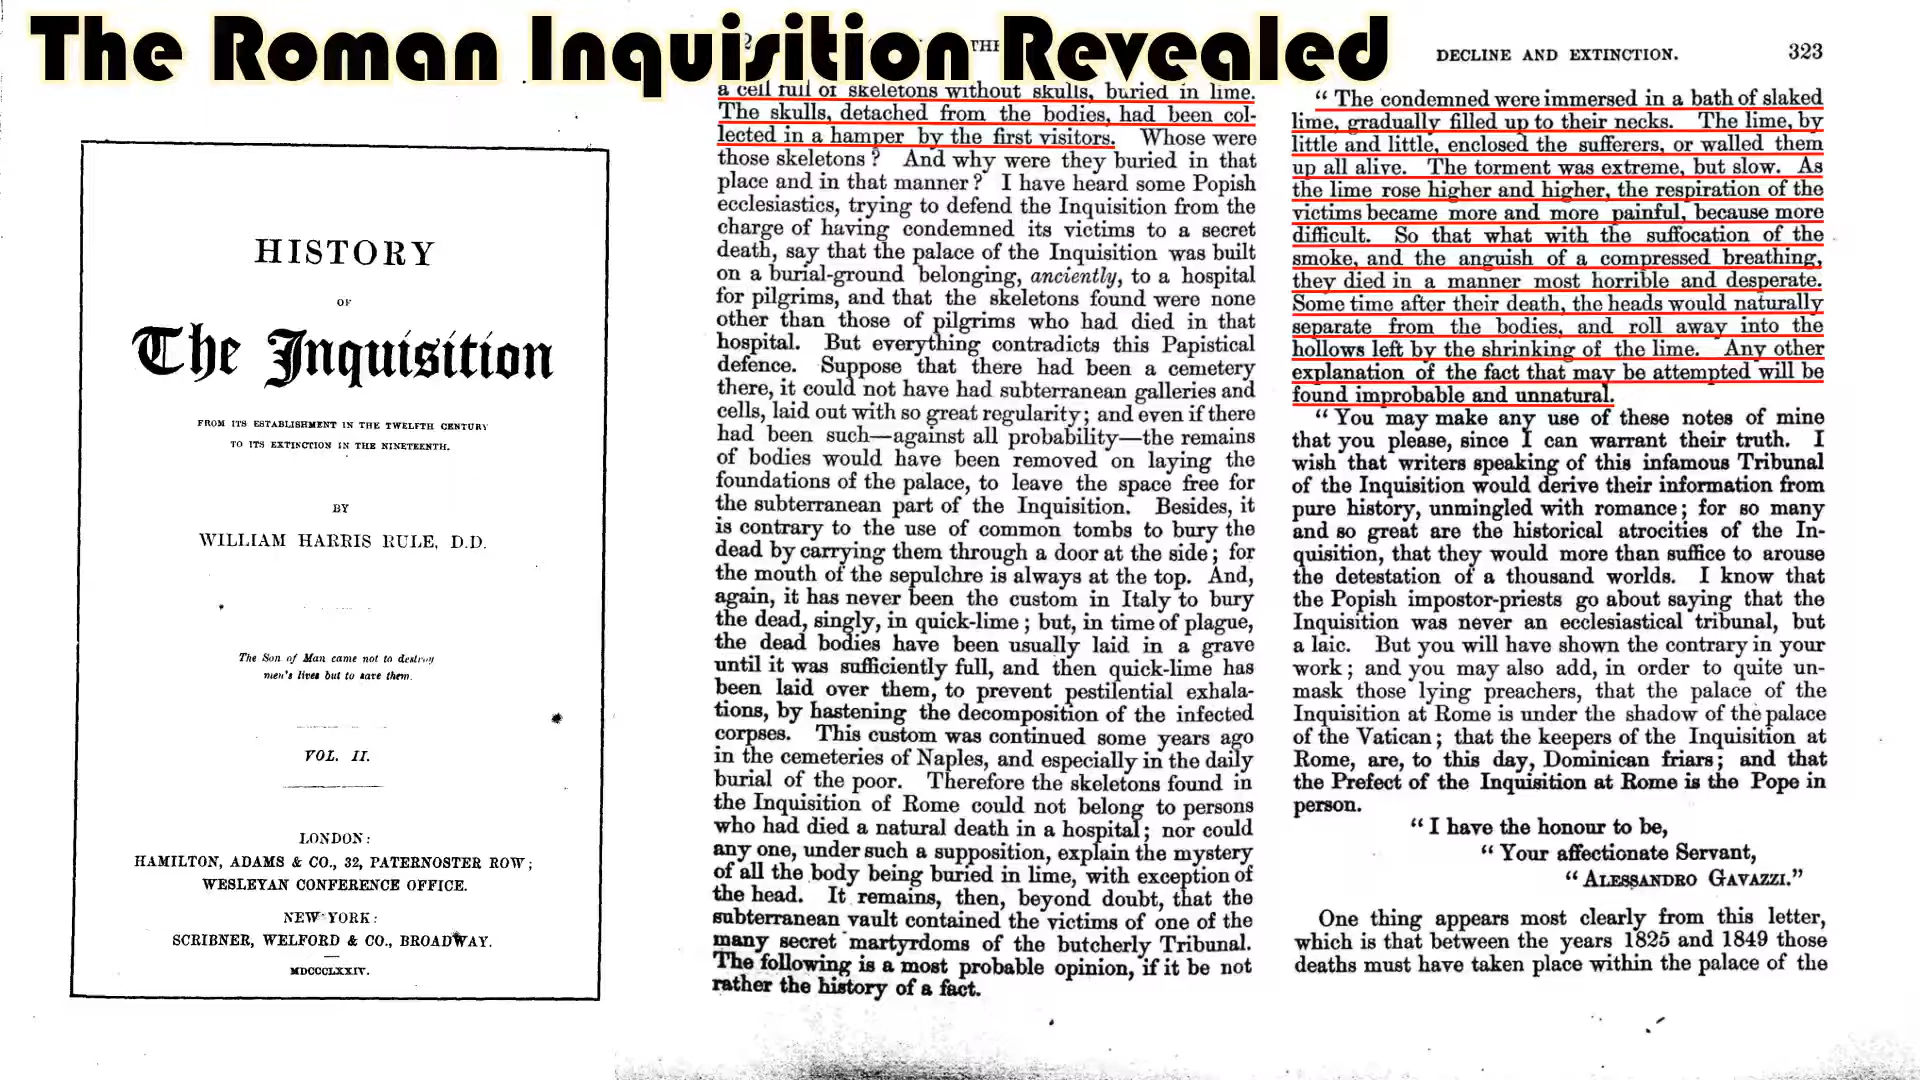 The Roman Inquisition Revealed
HISTORY
OF
The Inquisition
FROM ITS ESTABLISHMENT IN THE TWELFTH CENTURY
TO ITS EXTINCTION IN THE NINETEENTH.
BY
WILLIAM HARRIS RULE, D.D.
The Son of Man came not to destroy
men's lives but to save them.
VOL. II.
LONDON:
HAMILTON, ADAMS & CO., 32, PATERNOSTER ROW;
WESLEYAN CONFERENCE OFFICE.
NEW YORK:
SCRIBNER, WELFORD & CO., BROADWAY.
MDCCCLXXIV.
a cell full of skeletons without skulls, buried in lime.
The skulls, detached from the bodies, had been col-
lected in a hamper by the first visitors. Whose were
those skeletons? And why were they buried in that
place and in that manner? I have heard some Popish
ecclesiastics, trying to defend the Inquisition from the
charge of having condemned its victims to a secret
death, say that the palace of the Inquisition was built
on a burial-ground belonging, anciently, to a hospital
for pilgrims, and that the skeletons found were none
other than those of pilgrims who had died in that
hospital. But everything contradicts this Papistical
defence. Suppose that there had been a cemetery
there, it could not have had subterranean galleries and
cells, laid out with so great regularity; and even if there
had been such—against all probability—the remains
of bodies would have been removed on laying the
foundations of the palace, to leave the space free for
the subterranean part of the Inquisition. Besides, it
is contrary to the use of common tombs to bury the
dead by carrying them through a door at the side; for
the mouth of the sepulchre is always at the top. And,
again, it has never been the custom in Italy to bury
the dead, singly, in quick-lime; but, in time of plague,
the dead bodies have been usually laid in a grave
until it was sufficiently full, and then quick-lime has
been laid over them, to prevent pestilential exhala-
tions, by hastening the decomposition of the infected
corpses. This custom was continued some years ago
in the cemeteries of Naples, and especially in the daily
burial of the poor. Therefore the skeletons found in
the Inquisition of Rome could not belong to persons
who had died a natural death in a hospital; nor could
any one, under such a supposition, explain the mystery
of all the body being buried in lime, with exception of
the head. It remains, then, beyond doubt, that the
subterranean vault contained the victims of one of the
many secret martyrdoms of the butcherly Tribunal.
The following is a most probable opinion, if it be not
rather the history of a fact.
DECLINE AND EXTINCTION. 323
“ The condemned were immersed in a bath of slaked
lime, gradually filled up to their necks. The lime, by
little and little, enclosed the sufferers, or walled them
up all alive. The torment was extreme, but slow. As
the lime rose higher and higher, the respiration of the
victims became more and more painful, because more
difficult. So that what with the suffocation of the
smoke, and the anguish of a compressed breathing,
they died in a manner most horrible and desperate.
Some time after their death, the heads would naturally
separate from the bodies, and roll away into the
hollows left by the shrinking of the lime. Any other
explanation of the fact that may be attempted will be
found improbable and unnatural.
“ You may make any use of these notes of mine
that you please, since I can warrant their truth. I
wish that writers speaking of this infamous Tribunal
of the Inquisition would derive their information from
pure history, unmingled with romance; for so many
and so great are the historical atrocities of the In-
quisition, that they would more than suffice to arouse
the detestation of a thousand worlds. I know that
the Popish impostor-priests go about saying that the
Inquisition was never an ecclesiastical tribunal, but
a laic. But you will have shown the contrary in your
work; and you may also add, in order to quite un-
mask those lying preachers, that the palace of the
Inquisition at Rome is under the shadow of the palace
of the Vatican; that the keepers of the Inquisition at
Rome, are, to this day, Dominican friars; and that
the Prefect of the Inquisition at Rome is the Pope in
person.
“ I have the honour to be,
“ Your affectionate Servant,
“ ALESSANDRO GAVAZZI.”
One thing appears most clearly from this letter,
which is that between the years 1825 and 1849 those
deaths must have taken place within the palace of the